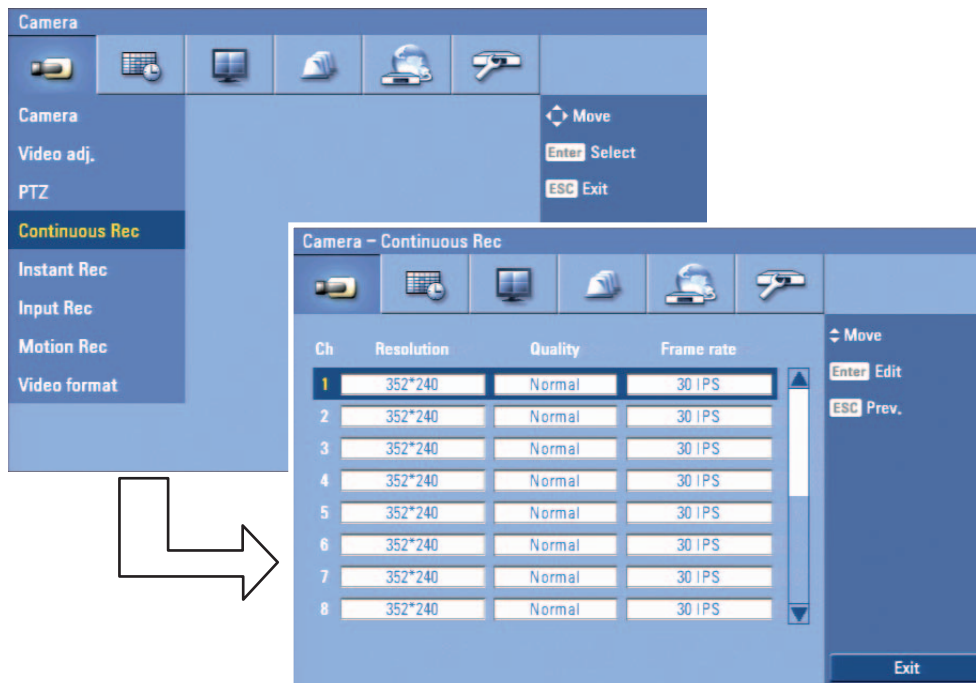 Camera
Camera
Video adj.
PTZ
Continuous Rec
Instant Rec
Input Rec
Motion Rec
Video format
Move
Enter Select
ESC Exit
Camera – Continuous Rec
Ch Resolution Quality Frame rate
1 352*240 Normal 30 IPS
2 352*240 Normal 30 IPS
3 352*240 Normal 30 IPS
4 352*240 Normal 30 IPS
5 352*240 Normal 30 IPS
6 352*240 Normal 30 IPS
7 352*240 Normal 30 IPS
8 352*240 Normal 30 IPS
Move
Enter Edit
ESC Prev.
Exit